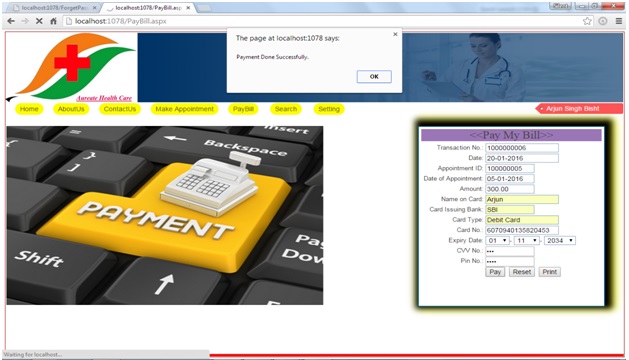 localhost:1078/ForgetPas
localhost:1078/PayBill.asp
localhost:1078/PayBill.aspx
The page at localhost:1078 says:
Payment Done Successfully.
OK
Aureate Health Care
Home AboutUs ContactUs Make Appointment PayBill Search Setting Arjun Singh Bisht
Insert
Backspace
PAYMENT
Shift
Page
Down
End
<<Pay My Bill>>
Transaction No.: 1000000006
Date: 20-01-2016
Appointment ID: 100000005
Date of Appointment: 05-01-2016
Amount: 300.00
Name on Card: Arjun
Card Issuing Bank: SBI
Card Type: Debit Card
Card No.: 6070940135820453
Expiry Date: 01 - 11 - 2034
CVV No.: •••
Pin No.: ••••
Pay Reset Print
Waiting for localhost...